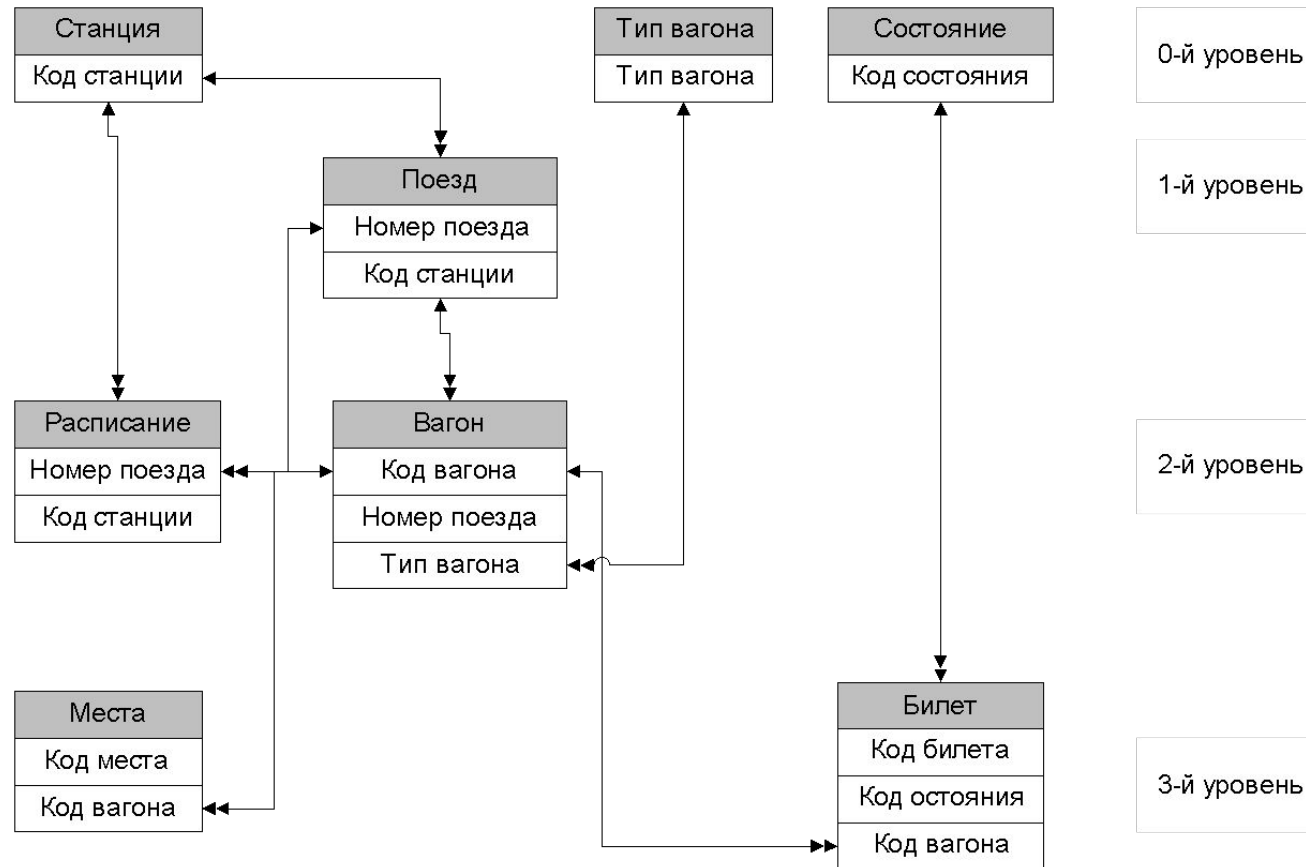 Станция
Код станции
Тип вагона
Тип вагона
Состояние
Код состояния
0-й уровень
Поезд
Номер поезда
Код станции
1-й уровень
Расписание
Номер поезда
Код станции
Вагон
Код вагона
Номер поезда
Тип вагона
2-й уровень
Места
Код места
Код вагона
Билет
Код билета
Код остояния
Код вагона
3-й уровень